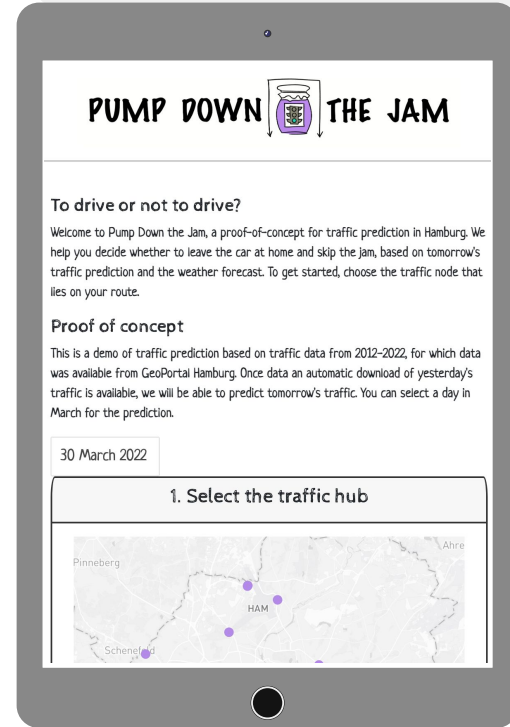 PUMP DOWN THE JAM
To drive or not to drive?
Welcome to Pump Down the Jam, a proof-of-concept for traffic prediction in Hamburg. We
help you decide whether to leave the car at home and skip the jam, based on tomorrow's
traffic prediction and the weather forecast. To get started, choose the traffic node that
lies on your route.
Proof of concept
This is a demo of traffic prediction based on traffic data from 2012-2022, for which data
was available from GeoPortal Hamburg. Once data an automatic download of yesterday's
traffic is available, we will be able to predict tomorrow's traffic. You can select a day in
March for the prediction.
30 March 2022
1. Select the traffic hub
Ahre
Pinneberg
HAM